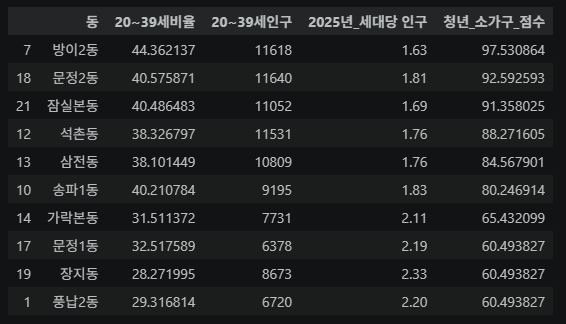 동 20~39세비율 20~39세인구 2025년_세대당 인구 청년_소가구_점수
7 방이2동 44.362137 11618 1.63 97.530864
18 문정2동 40.575871 11640 1.81 92.592593
21 잠실본동 40.486483 11052 1.69 91.358025
12 석촌동 38.326797 11531 1.76 88.271605
13 삼전동 38.101449 10809 1.76 84.567901
10 송파1동 40.210784 9195 1.83 80.246914
14 가락본동 31.511372 7731 2.11 65.432099
17 문정1동 32.517589 6378 2.19 60.493827
19 장지동 28.271995 8673 2.33 60.493827
1 풍납2동 29.316814 6720 2.20 60.493827